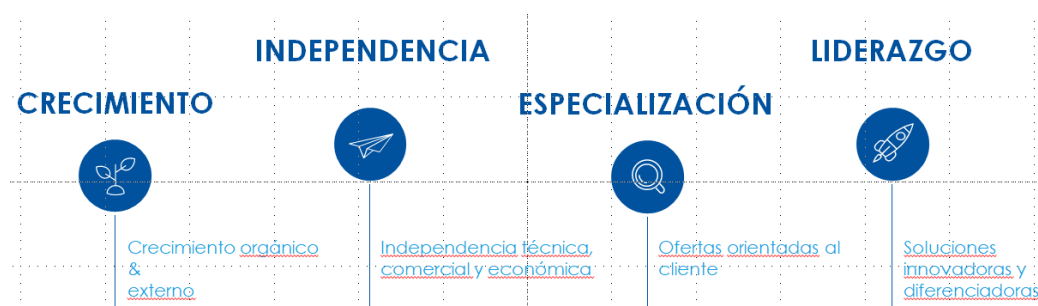 CRECIMIENTO
Crecimiento orgánico
&
externo
INDEPENDENCIA
Independencia técnica,
comercial y económica
ESPECIALIZACIÓN
Ofertas orientadas al
cliente
LIDERAZGO
Soluciones
innovadoras y
diferenciadoras